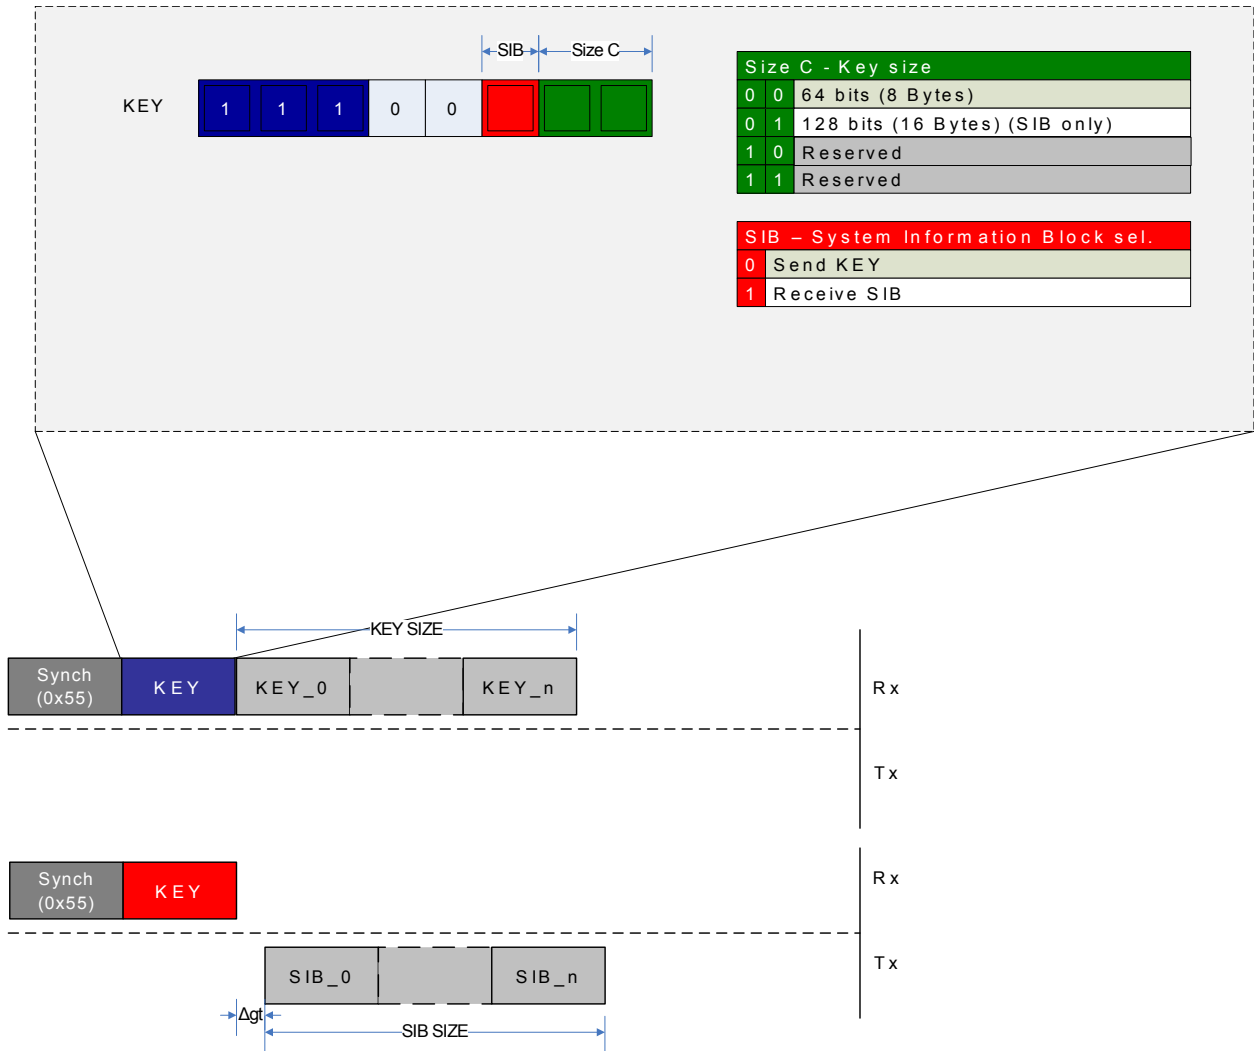 SIB Size C
KEY 1 1 1 0 0
Size C - Key size
0 0 64 bits (8 Bytes)
0 1 128 bits (16 Bytes) (SIB only)
1 0 Reserved
1 1 Reserved
SIB – System Information Block sel.
0 Send KEY
1 Receive SIB
KEY SIZE
Synch
(0x55)
KEY
KEY_0
KEY_n
Rx
Tx
Synch
(0x55)
KEY
Rx
SIB_0
SIB_n
Tx
Δgt
SIB SIZE